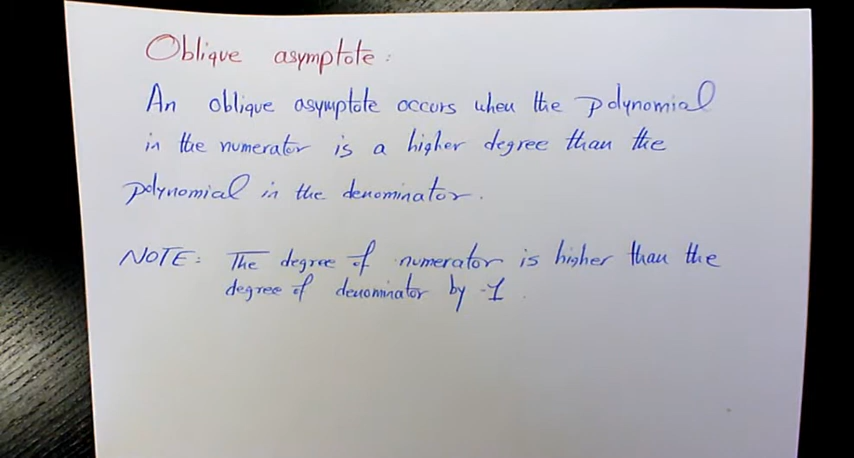 Oblique asymptote:
An oblique asymptote occurs when the polynomial
in the numerator is a higher degree than the
polynomial in the denominator.
NOTE: The degree of numerator is higher than the
degree of denominator by 1.